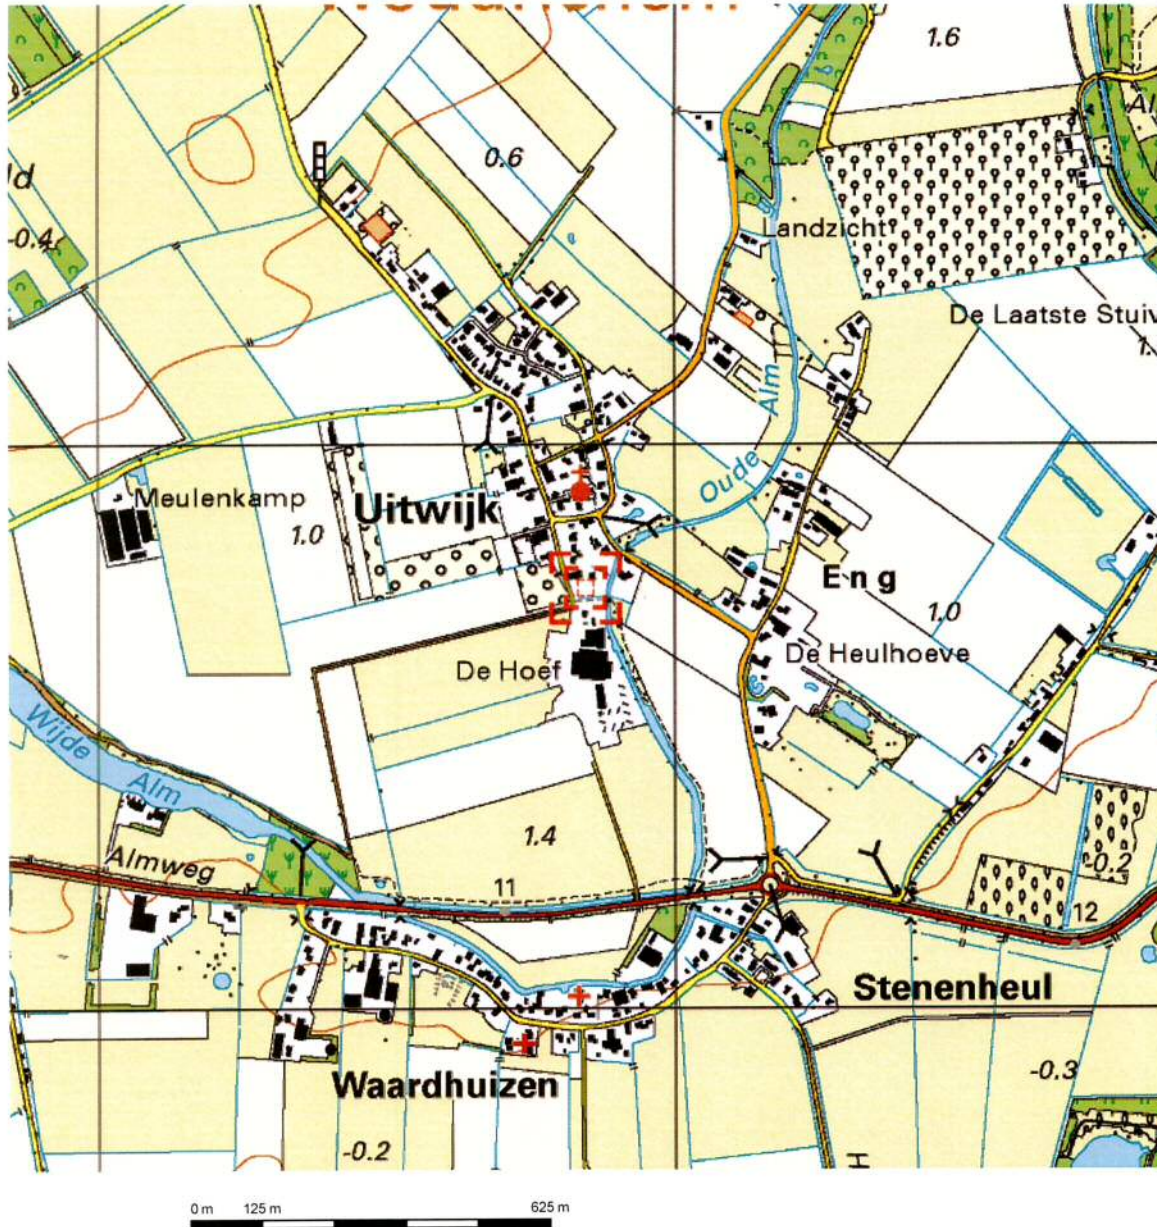 1.6
0.6
-0.4
Landzicht
De Laatste Stuiv
Alm
Oude
Meulenkamp
Uitwijk
1.0
Eng
1.0
De Hoef
De Heulhoeve
Wijde Alm
1.4
-0.2
Almweg
11
12
Stenenheul
-0.3
Waardhuizen
-0.2
H
0 m 125 m 625 m